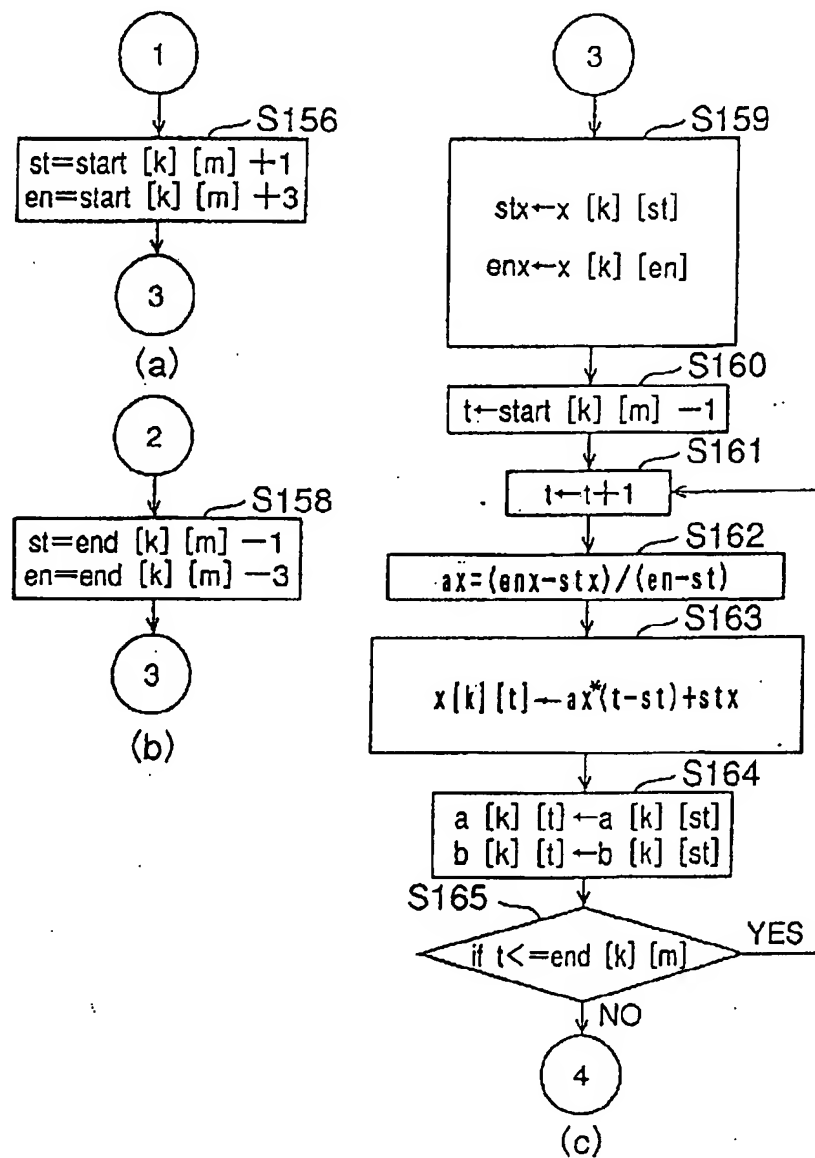 1
S156
st=start [k] [m] +1
en=start [k] [m] +3
3
(a)
2
S158
st=end [k] [m] −1
en=end [k] [m] −3
3
(b)
3
S159
stx←x [k] [st]
enx←x [k] [en]
S160
t←start [k] [m] −1
S161
t←t+1
S162
ax=(enx−stx)/(en−st)
S163
x[k][t]←ax*(t−st)+stx
S164
a [k] [t]←a [k] [st]
b [k] [t]←b [k] [st]
S165
if t<=end [k] [m]
YES
NO
4
(c)